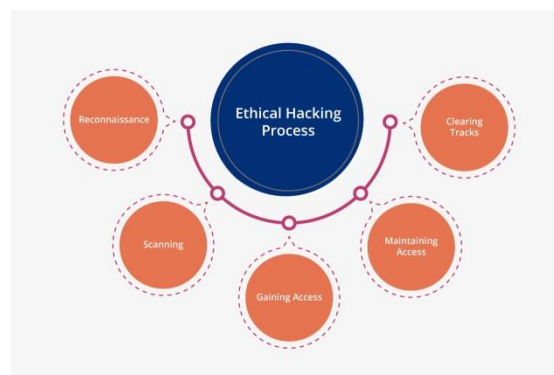 Ethical Hacking
Process
Reconnaissance
Scanning
Gaining Access
Maintaining
Access
Clearing
Tracks